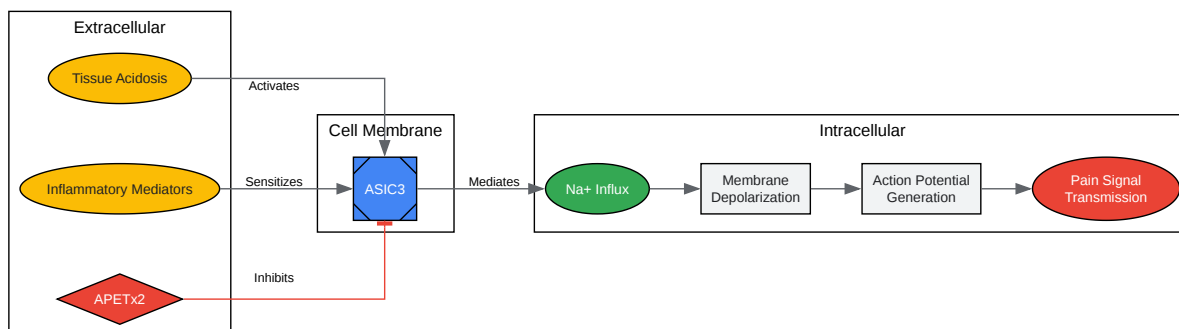 Extracellular
Tissue Acidosis
Activates
Cell Membrane
Intracellular
Inflammatory Mediators
Sensitizes
ASIC3
Mediates
Na+ Influx
Membrane
Depolarization
Action Potential
Generation
Pain Signal
Transmission
Inhibits
APETx2